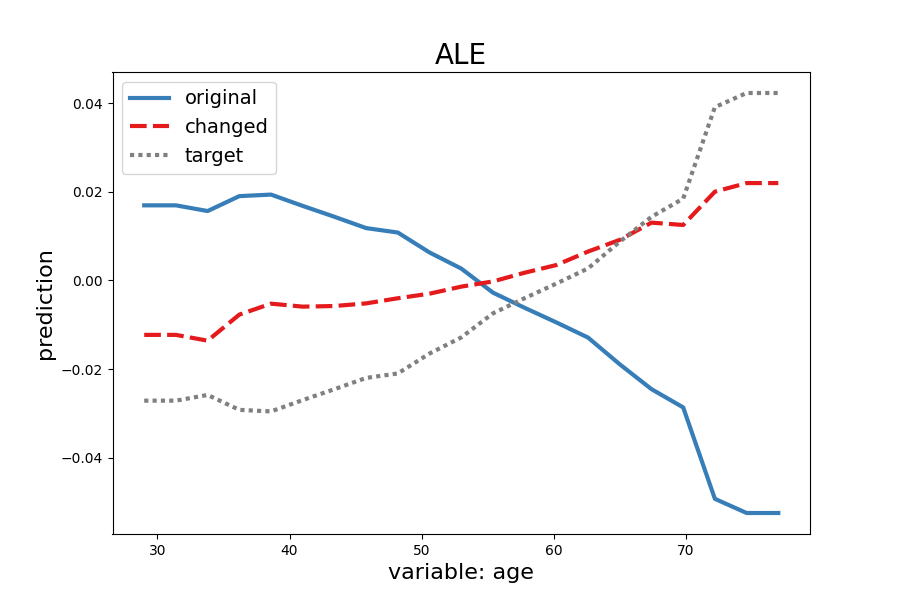 ALE
original
changed
target
prediction
0.04
0.02
0.00
−0.02
−0.04
30 40 50 60 70
variable: age